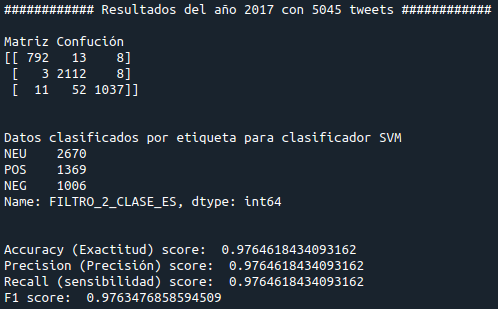 ############ Resultados del año 2017 con 5045 tweets ############
Matriz Confución
[[ 792   13    8]
 [   3 2112    8]
 [  11   52 1037]]
Datos clasificados por etiqueta para clasificador SVM
NEU    2670
POS    1369
NEG    1006
Name: FILTRO_2_CLASE_ES, dtype: int64
Accuracy (Exactitud) score:  0.9764618434093162
Precision (Precisión) score:  0.9764618434093162
Recall (sensibilidad) score:  0.9764618434093162
F1 score:  0.9763476858594509